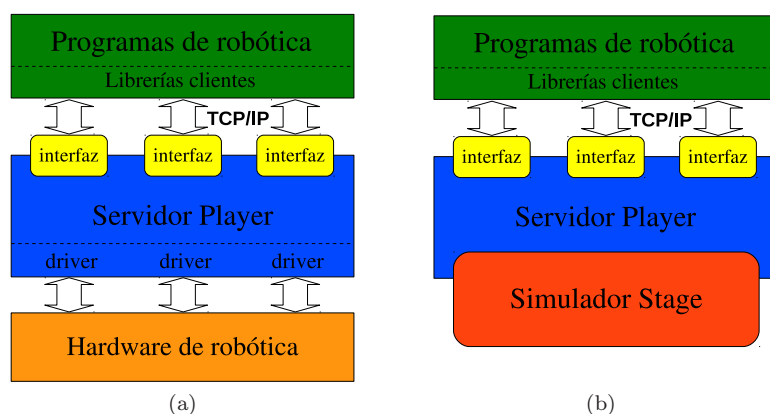 Programas de robótica
Librerías clientes
TCP/IP
interfaz interfaz interfaz
Servidor Player
driver driver driver
Hardware de robótica
(a)
Programas de robótica
Librerías clientes
TCP/IP
interfaz interfaz interfaz
Servidor Player
Simulador Stage
(b)